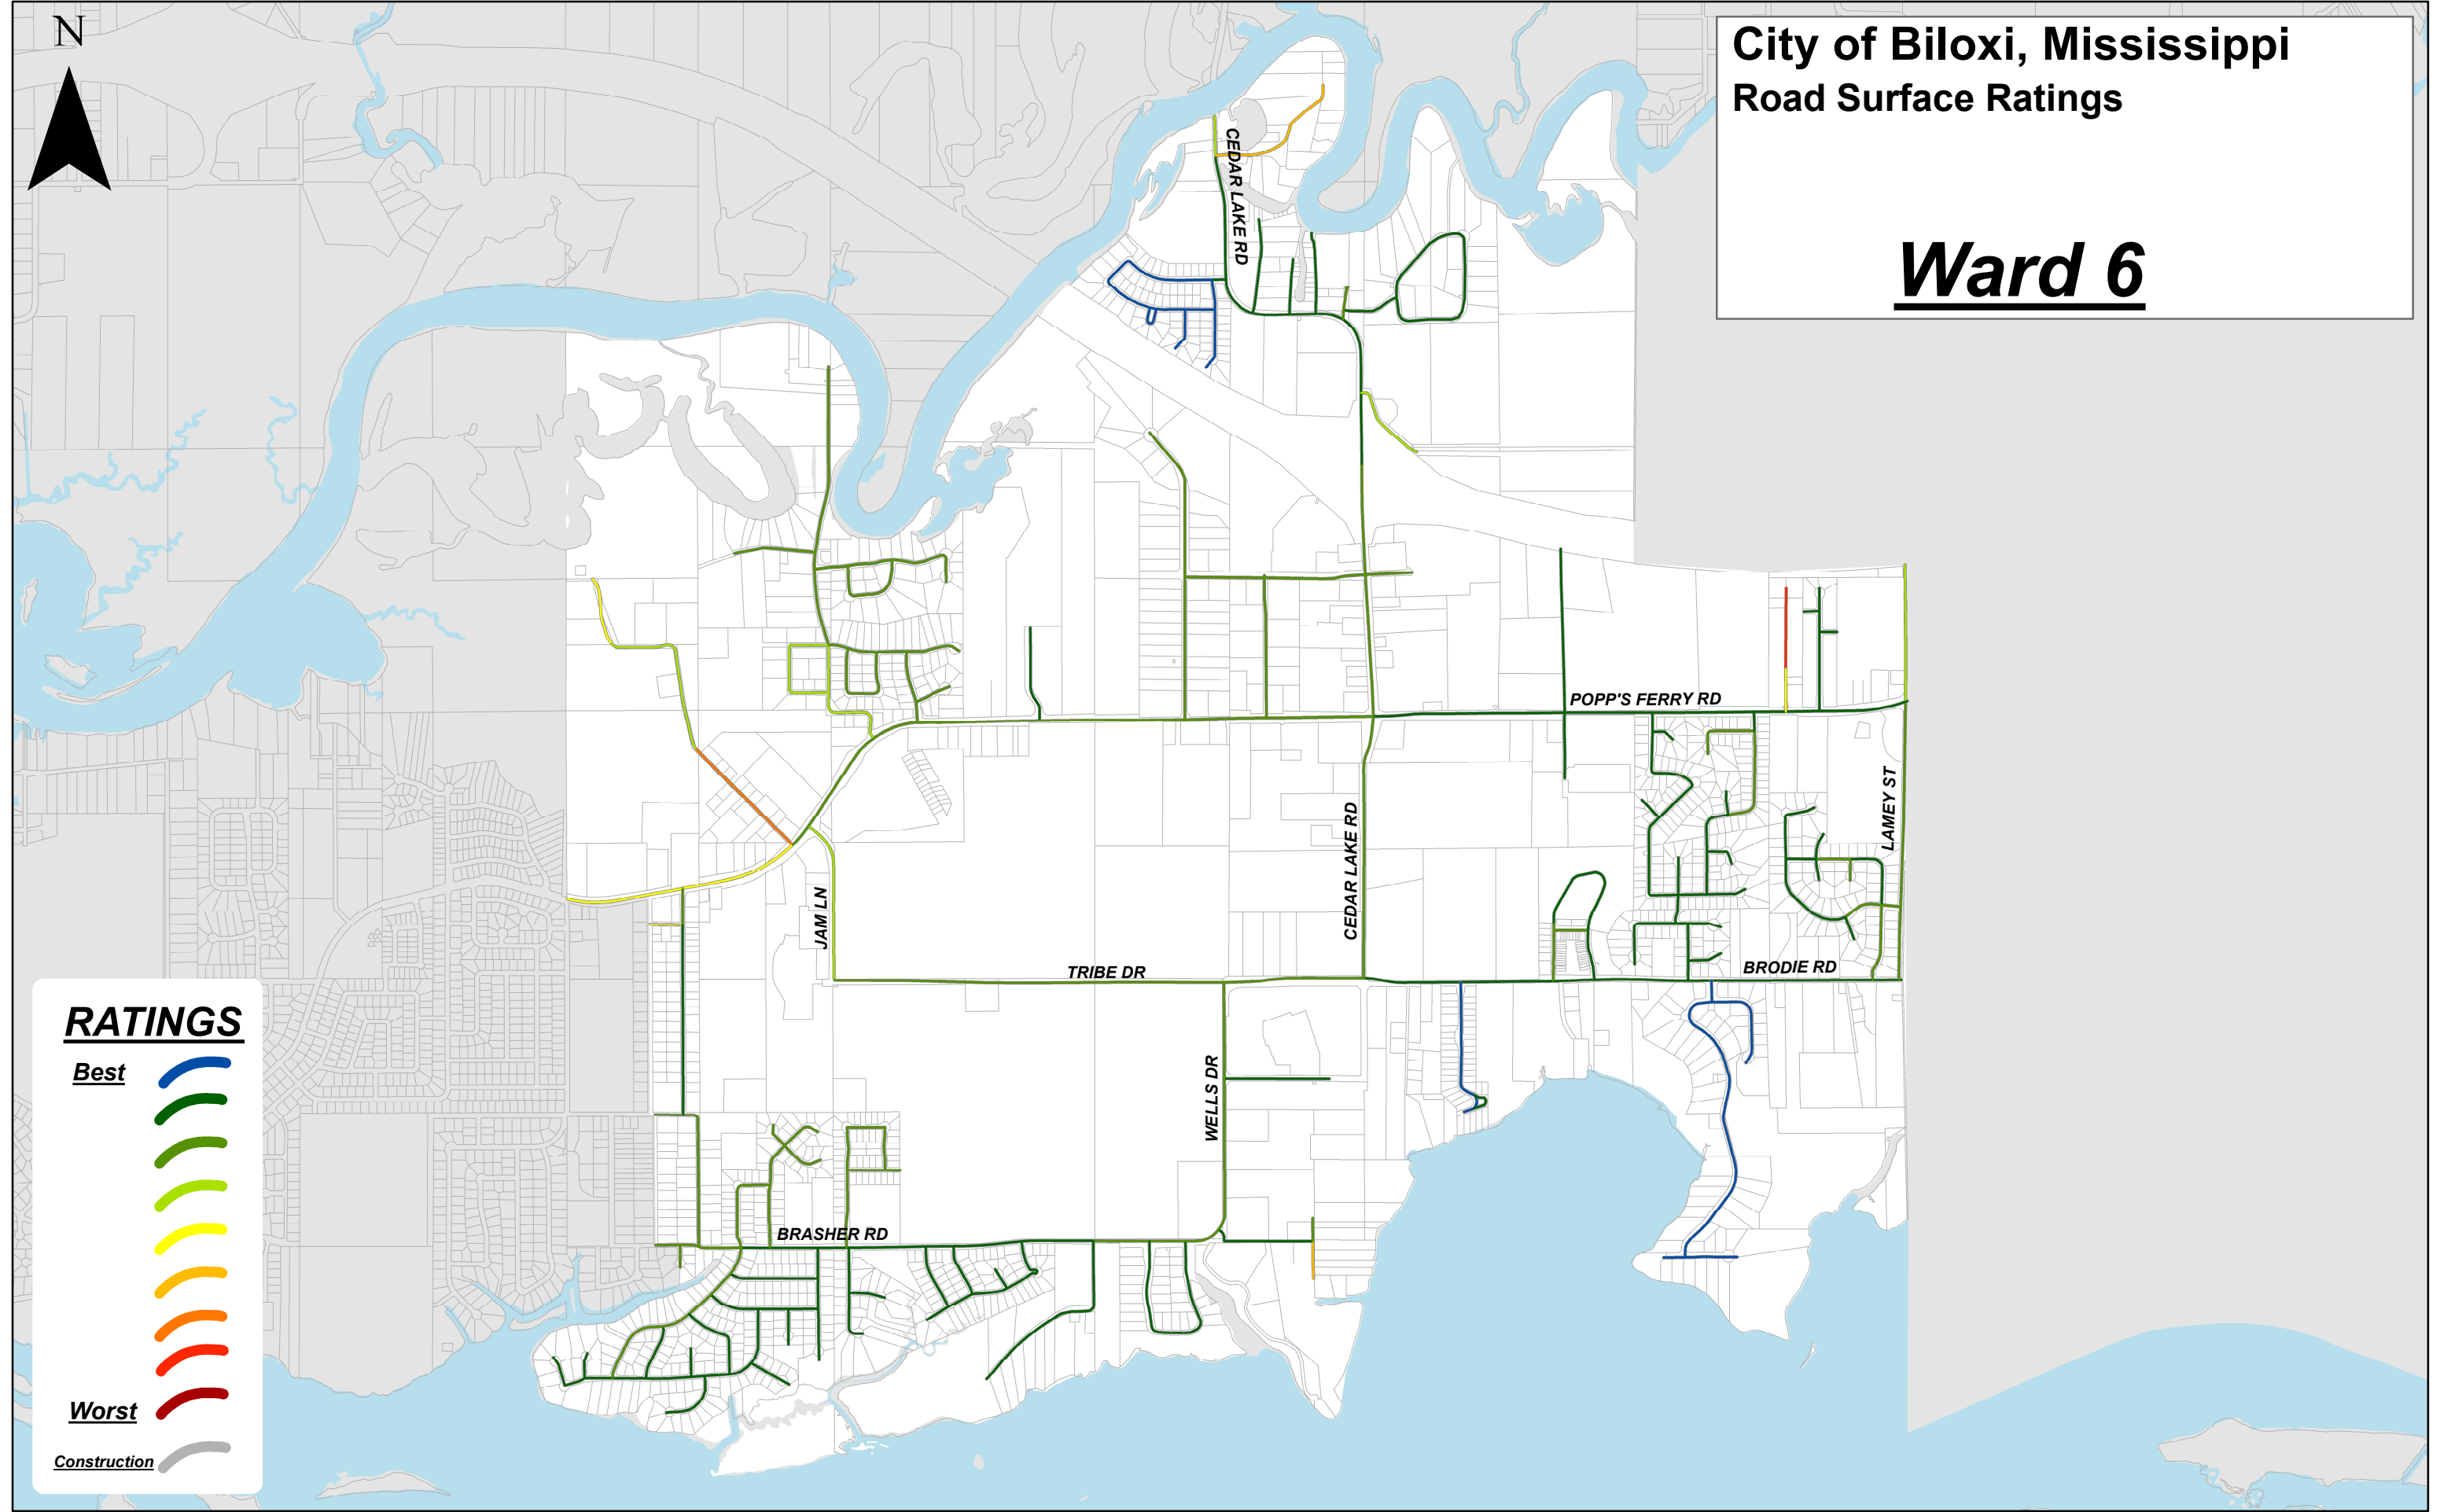 N
City of Biloxi, Mississippi
Road Surface Ratings
Ward 6
CEDAR LAKE RD
POPP'S FERRY RD
LAMEY ST
CEDAR LAKE RD
JAM LN
TRIBE DR
BRODIE RD
WELLS DR
BRASHER RD
RATINGS
Best
Worst
Construction